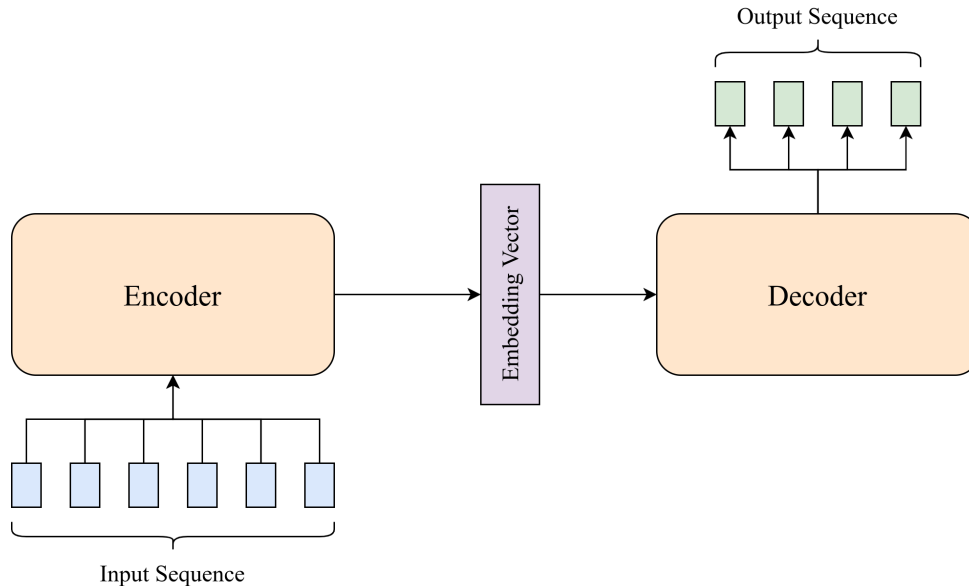 Output Sequence
Encoder
Embedding Vector
Decoder
Input Sequence